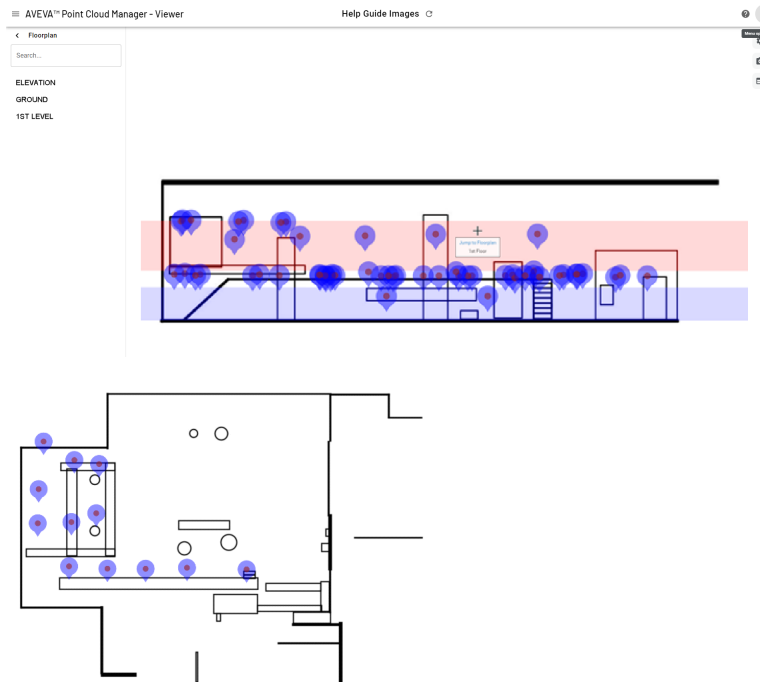 AVEVA™ Point Cloud Manager - Viewer
Help Guide Images
Floorplan
Search...
ELEVATION
GROUND
1ST LEVEL
Jump to Floorplan
1st Floor